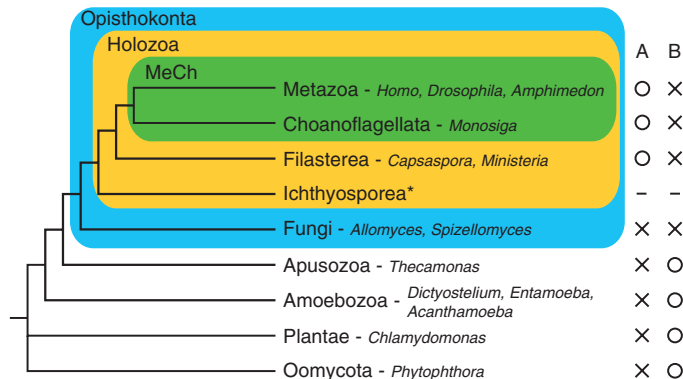 Opisthokonta
Holozoa
MeCh
A B
Metazoa - Homo, Drosophila, Amphimedon O X
Choanoflagellata - Monosiga O X
Filasterea - Capsaspora, Ministeria O X
Ichthyosporea* – –
Fungi - Allomyces, Spizellomyces X X
Apusozoa - Thecamonas X O
Amoebozoa - Dictyostelium, Entamoeba, X O
Acanthamoeba
Plantae - Chlamydomonas X O
Oomycota - Phytophthora X O